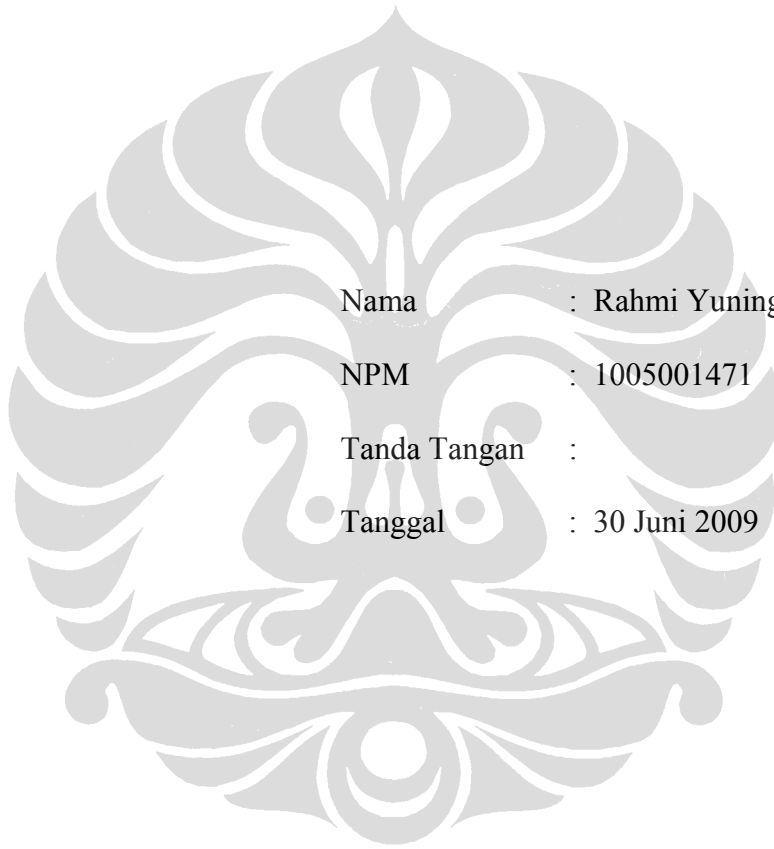 Nama : Rahmi Yuning
NPM : 1005001471
Tanda Tangan :
Tanggal : 30 Juni 2009